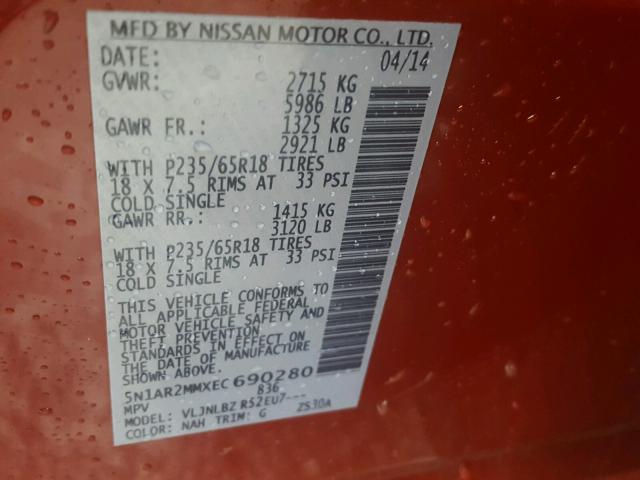 MFD BY NISSAN MOTOR CO., LTD.
DATE: 04/14
GVWR: 2715 KG
5986 LB
GAWR FR.: 1325 KG
2921 LB
WITH P235/65R18 TIRES
18 X 7.5 RIMS AT 33 PSI
COLD SINGLE
GAWR RR.: 1415 KG
3120 LB
WITH P235/65R18 TIRES
18 X 7.5 RIMS AT 33 PSI
COLD SINGLE
THIS VEHICLE CONFORMS TO
ALL APPLICABLE FEDERAL
MOTOR VEHICLE SAFETY AND
THEFT PREVENTION
STANDARDS IN EFFECT ON
THE DATE OF MANUFACTURE
SHOWN ABOVE.
5N1AR2MMXEC690280
MPV 836
MODEL: VLJNLBZ R52EU7---
COLOR: NAH TRIM: G ZS30A